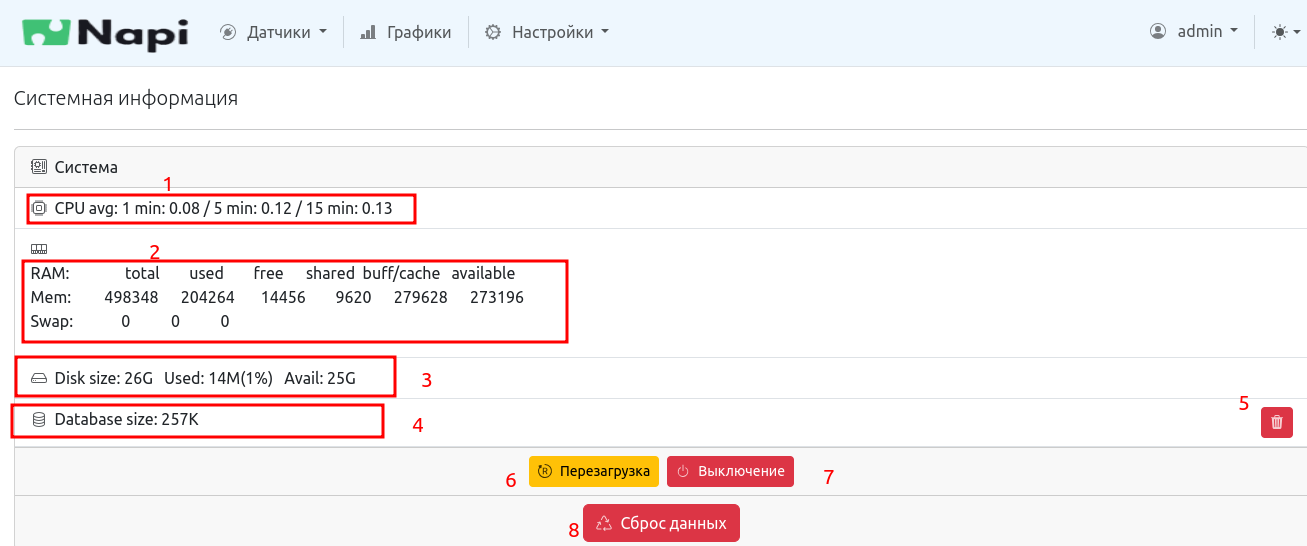 Napi Датчики Графики Настройки admin
Системная информация
Система
1
CPU avg: 1 min: 0.08 / 5 min: 0.12 / 15 min: 0.13
2
RAM: total used free shared buff/cache available
Mem: 498348 204264 14456 9620 279628 273196
Swap: 0 0 0
Disk size: 26G Used: 14M(1%) Avail: 25G 3
Database size: 257K 4 5
6 R Перезагрузка Выключение 7
8 Сброс данных